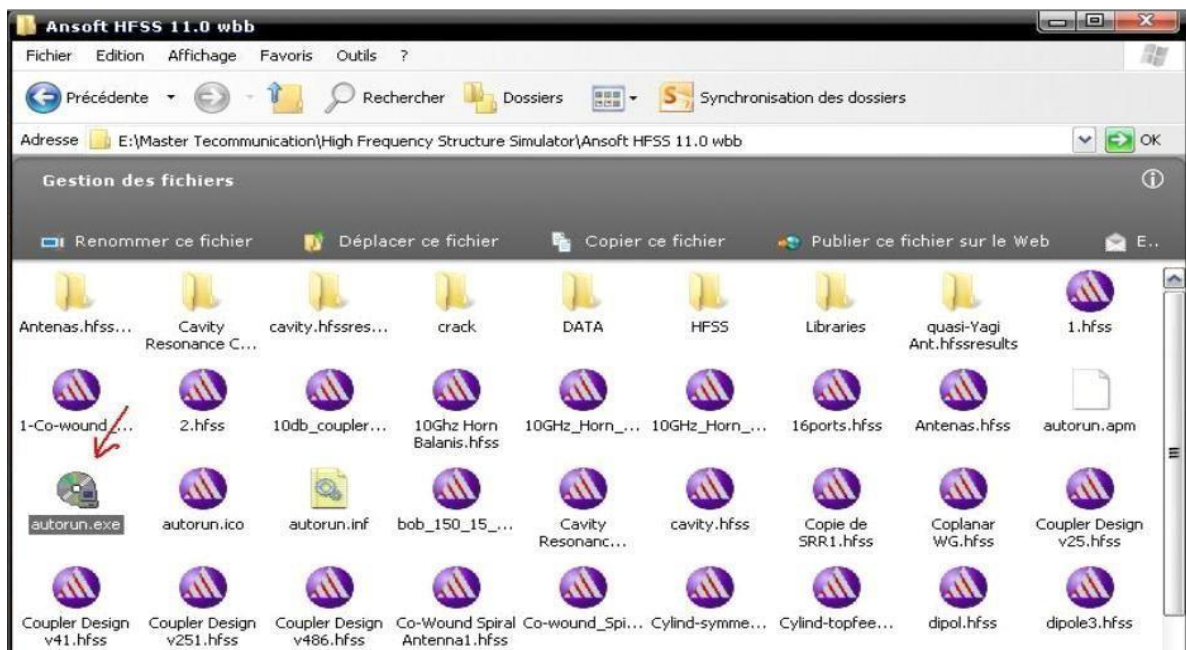 Ansoft HFSS 11.0 wbb
Fichier Edition Affichage Favoris Outils ?
Précédente Rechercher Dossiers S Synchronisation des dossiers
Adresse E:\Master Tecommunication\High Frequency Structure Simulator\Ansoft HFSS 11.0 wbb OK
Gestion des fichiers
Renommer ce fichier Déplacer ce fichier Copier ce fichier Publier ce fichier sur le Web E..
Antenas.hfss... Cavity cavity.hfssres... crack DATA HFSS Libraries quasi-Yagi 1.hfss
Resonance C... Ant.hfssresults
1-Co-wound_... 2.hfss 10db_coupler... 10Ghz Horn 10GHz_Horn_... 10GHz_Horn_... 16ports.hfss Antenas.hfss autorun.apm
Balanis.hfss
autorun.exe autorun.ico autorun.inf bob_150_15_... Cavity cavity.hfss Copie de Coplanar Coupler Design
Resonanc... SRR1.hfss WG.hfss v25.hfss
Coupler Design Coupler Design Coupler Design Co-Wound Spiral Co-wound_Spi... Cylind-symme... Cylind-topfee... dipol.hfss dipole3.hfss
v41.hfss v251.hfss v486.hfss Antenna1.hfss